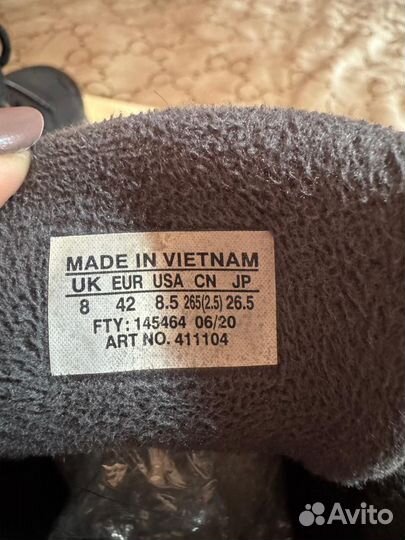 MADE IN VIETNAM
UK EUR USA CN JP
8 42 8.5 265(2.5) 26.5
FTY: 145464 06/20
ART NO. 411104
Avito